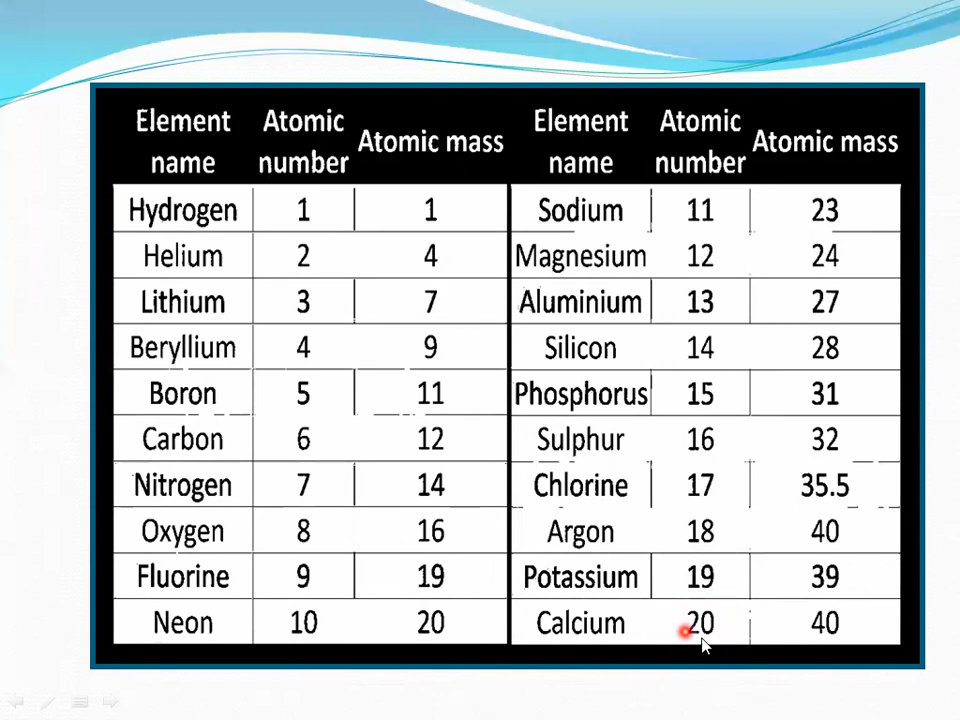 Element name Atomic number Atomic mass Element name Atomic number Atomic mass
Hydrogen 1 1 Sodium 11 23
Helium 2 4 Magnesium 12 24
Lithium 3 7 Aluminium 13 27
Beryllium 4 9 Silicon 14 28
Boron 5 11 Phosphorus 15 31
Carbon 6 12 Sulphur 16 32
Nitrogen 7 14 Chlorine 17 35.5
Oxygen 8 16 Argon 18 40
Fluorine 9 19 Potassium 19 39
Neon 10 20 Calcium 20 40